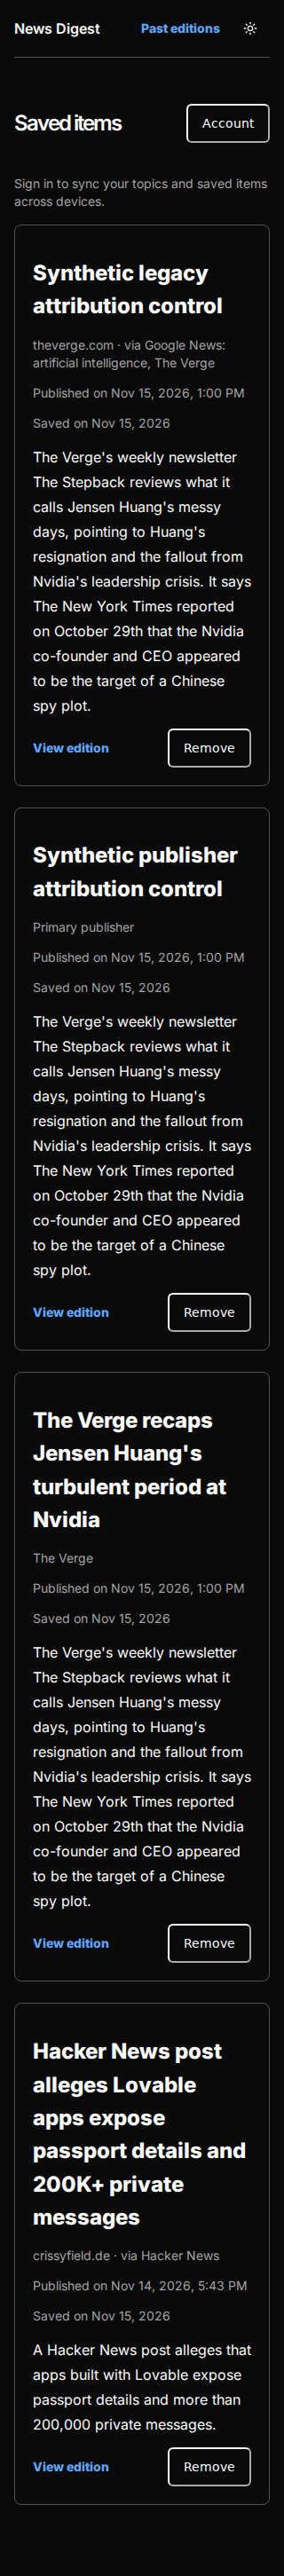 News Digest
Past editions
Saved items
Account
Sign in to sync your topics and saved items
across devices.
Synthetic legacy
attribution control
theverge.com · via Google News:
artificial intelligence, The Verge
Published on Nov 15, 2026, 1:00 PM
Saved on Nov 15, 2026
The Verge's weekly newsletter
The Stepback reviews what it
calls Jensen Huang's messy
days, pointing to Huang's
resignation and the fallout from
Nvidia's leadership crisis. It says
The New York Times reported
on October 29th that the Nvidia
co-founder and CEO appeared
to be the target of a Chinese
spy plot.
View edition
Remove
Synthetic publisher
attribution control
Primary publisher
Published on Nov 15, 2026, 1:00 PM
Saved on Nov 15, 2026
The Verge's weekly newsletter
The Stepback reviews what it
calls Jensen Huang's messy
days, pointing to Huang's
resignation and the fallout from
Nvidia's leadership crisis. It says
The New York Times reported
on October 29th that the Nvidia
co-founder and CEO appeared
to be the target of a Chinese
spy plot.
View edition
Remove
The Verge recaps
Jensen Huang's
turbulent period at
Nvidia
The Verge
Published on Nov 15, 2026, 1:00 PM
Saved on Nov 15, 2026
The Verge's weekly newsletter
The Stepback reviews what it
calls Jensen Huang's messy
days, pointing to Huang's
resignation and the fallout from
Nvidia's leadership crisis. It says
The New York Times reported
on October 29th that the Nvidia
co-founder and CEO appeared
to be the target of a Chinese
spy plot.
View edition
Remove
Hacker News post
alleges Lovable
apps expose
passport details and
200K+ private
messages
crissyfield.de · via Hacker News
Published on Nov 14, 2026, 5:43 PM
Saved on Nov 15, 2026
A Hacker News post alleges that
apps built with Lovable expose
passport details and more than
200,000 private messages.
View edition
Remove